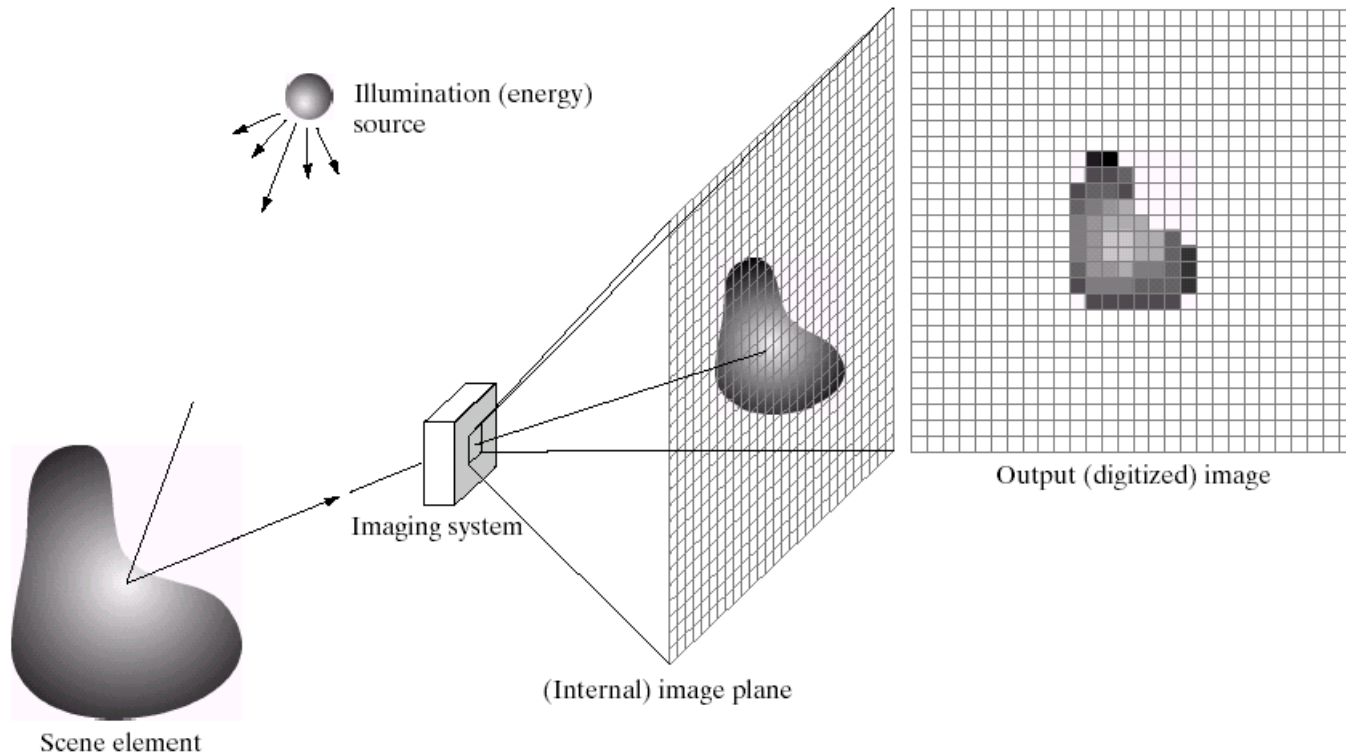 Illumination (energy)
source
Output (digitized) image
Imaging system
(Internal) image plane
Scene element